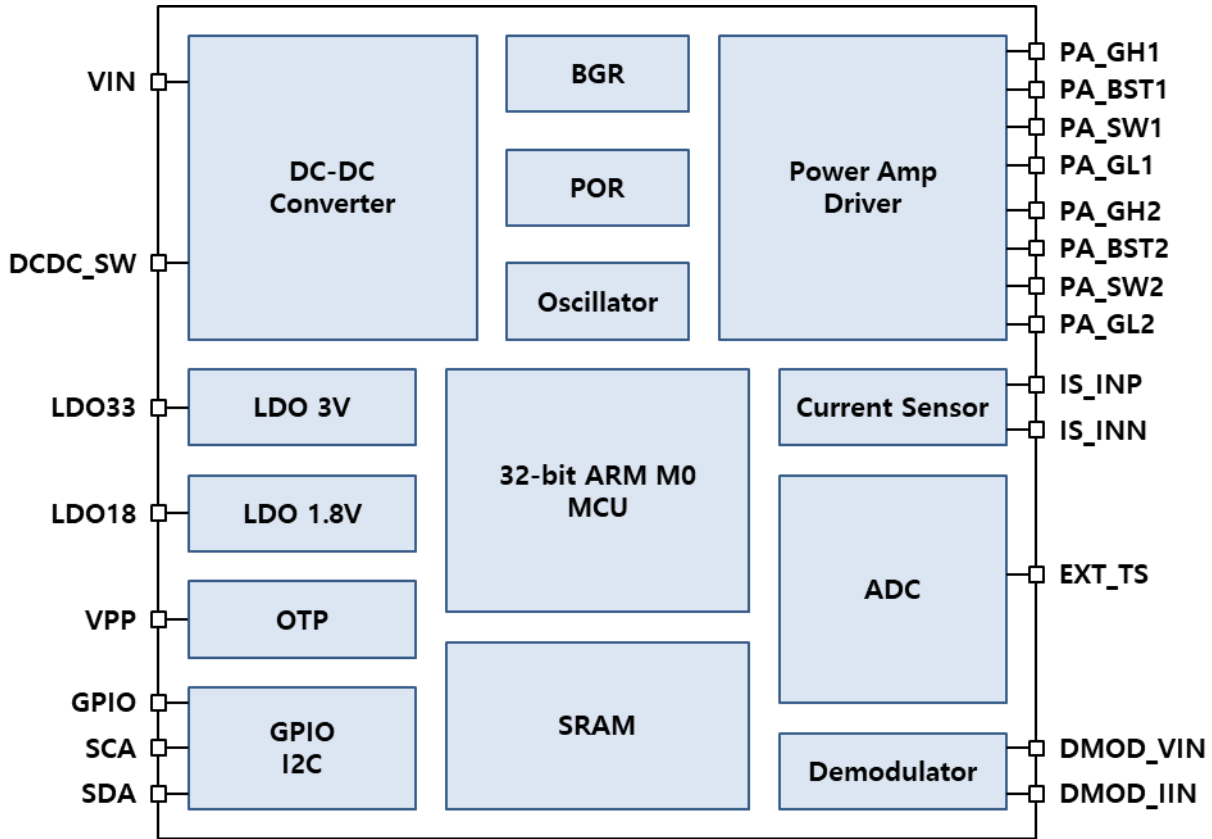 VIN
DCDC_SW
LDO33
LDO18
VPP
GPIO
SCA
SDA
DC-DC
Converter
BGR
POR
Oscillator
Power Amp
Driver
LDO 3V
LDO 1.8V
OTP
GPIO
I2C
32-bit ARM M0
MCU
SRAM
Current Sensor
ADC
Demodulator
PA_GH1
PA_BST1
PA_SW1
PA_GL1
PA_GH2
PA_BST2
PA_SW2
PA_GL2
IS_INP
IS_INN
EXT_TS
DMOD_VIN
DMOD_IIN